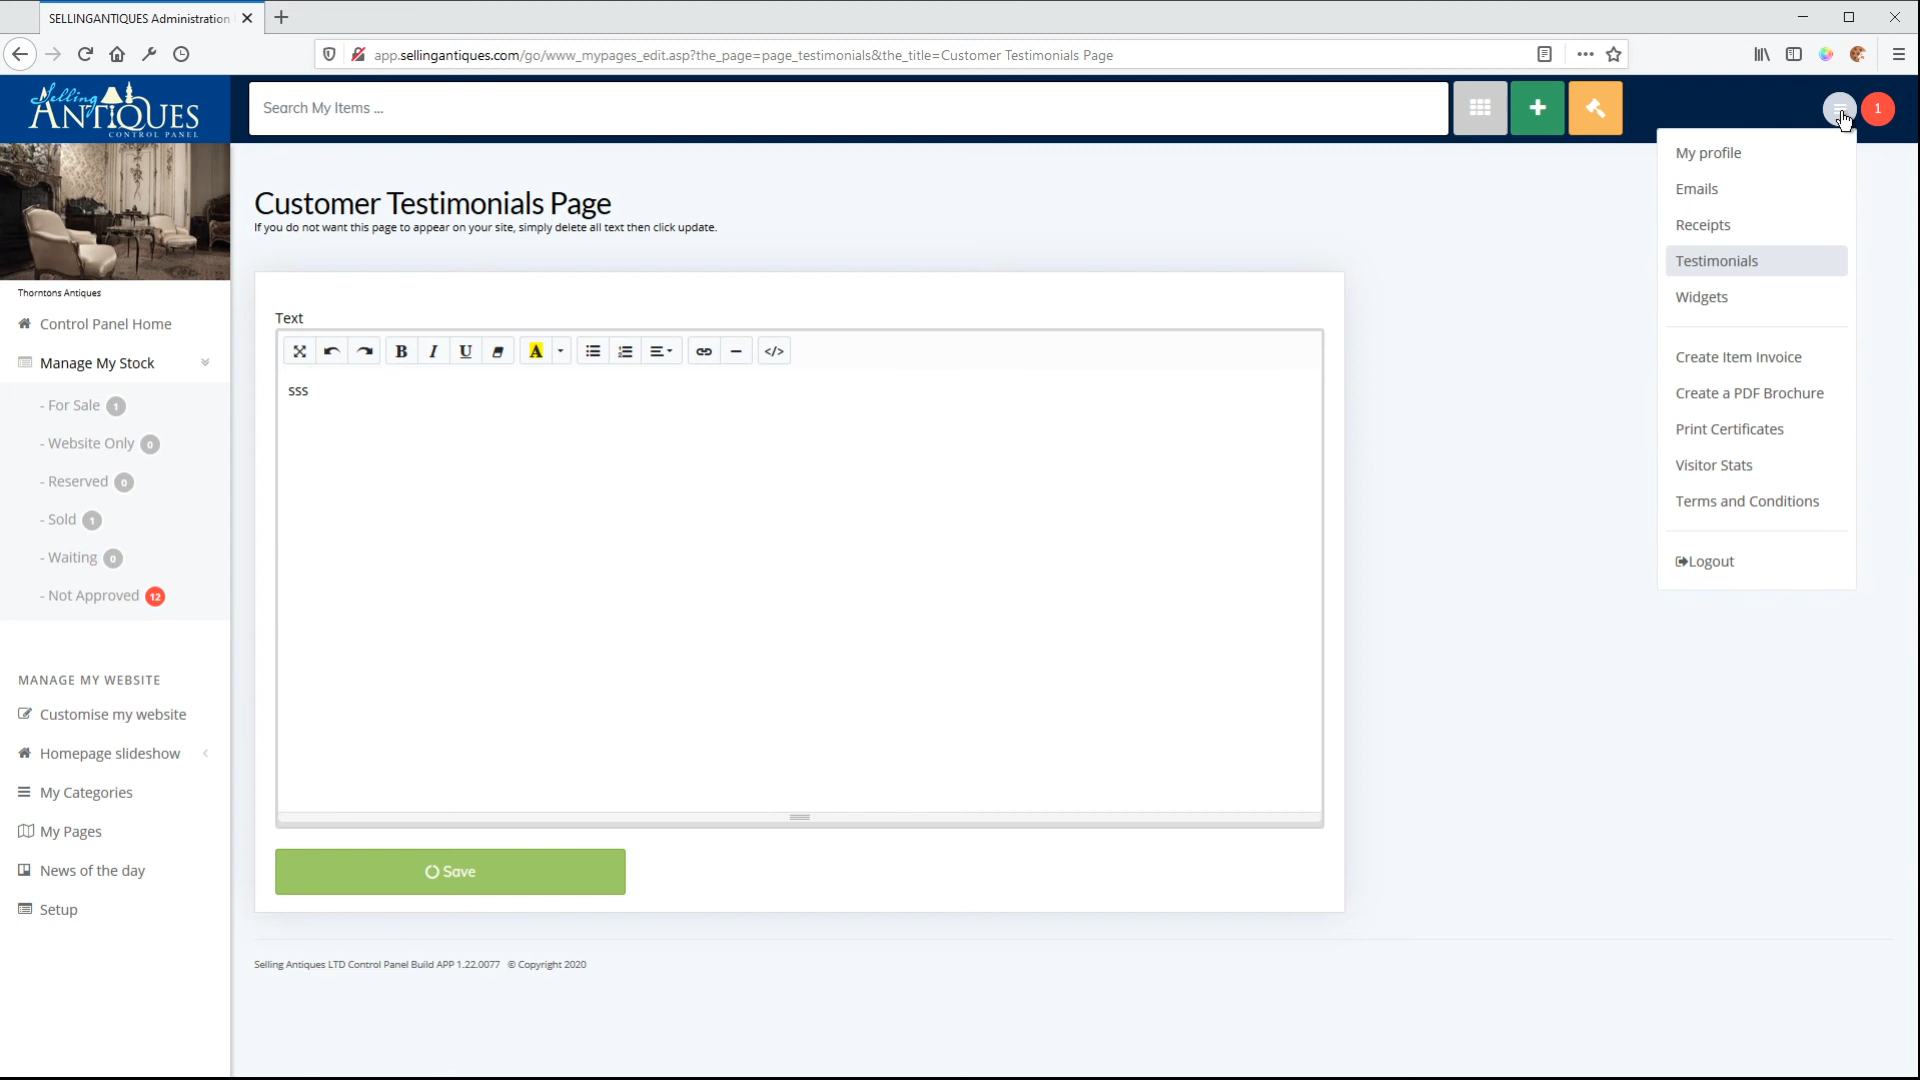 SELLINGANTIQUES Administration
app.sellingantiques.com/go/www_mypages_edit.asp?the_page=page_testimonials&the_title=Customer Testimonials Page
Selling
ANTIQUES
CONTROL PANEL
Search My Items ...
1
My profile
Emails
Receipts
Testimonials
Widgets
Create Item Invoice
Create a PDF Brochure
Print Certificates
Visitor Stats
Terms and Conditions
Logout
Thorntons Antiques
Control Panel Home
Manage My Stock
- For Sale 1
- Website Only 0
- Reserved 0
- Sold 1
- Waiting 0
- Not Approved 12
MANAGE MY WEBSITE
Customise my website
Homepage slideshow
My Categories
My Pages
News of the day
Setup
Customer Testimonials Page
If you do not want this page to appear on your site, simply delete all text then click update.
Text
B I U A </>
sss
Save
Selling Antiques LTD Control Panel Build APP 1.22.0077 © Copyright 2020